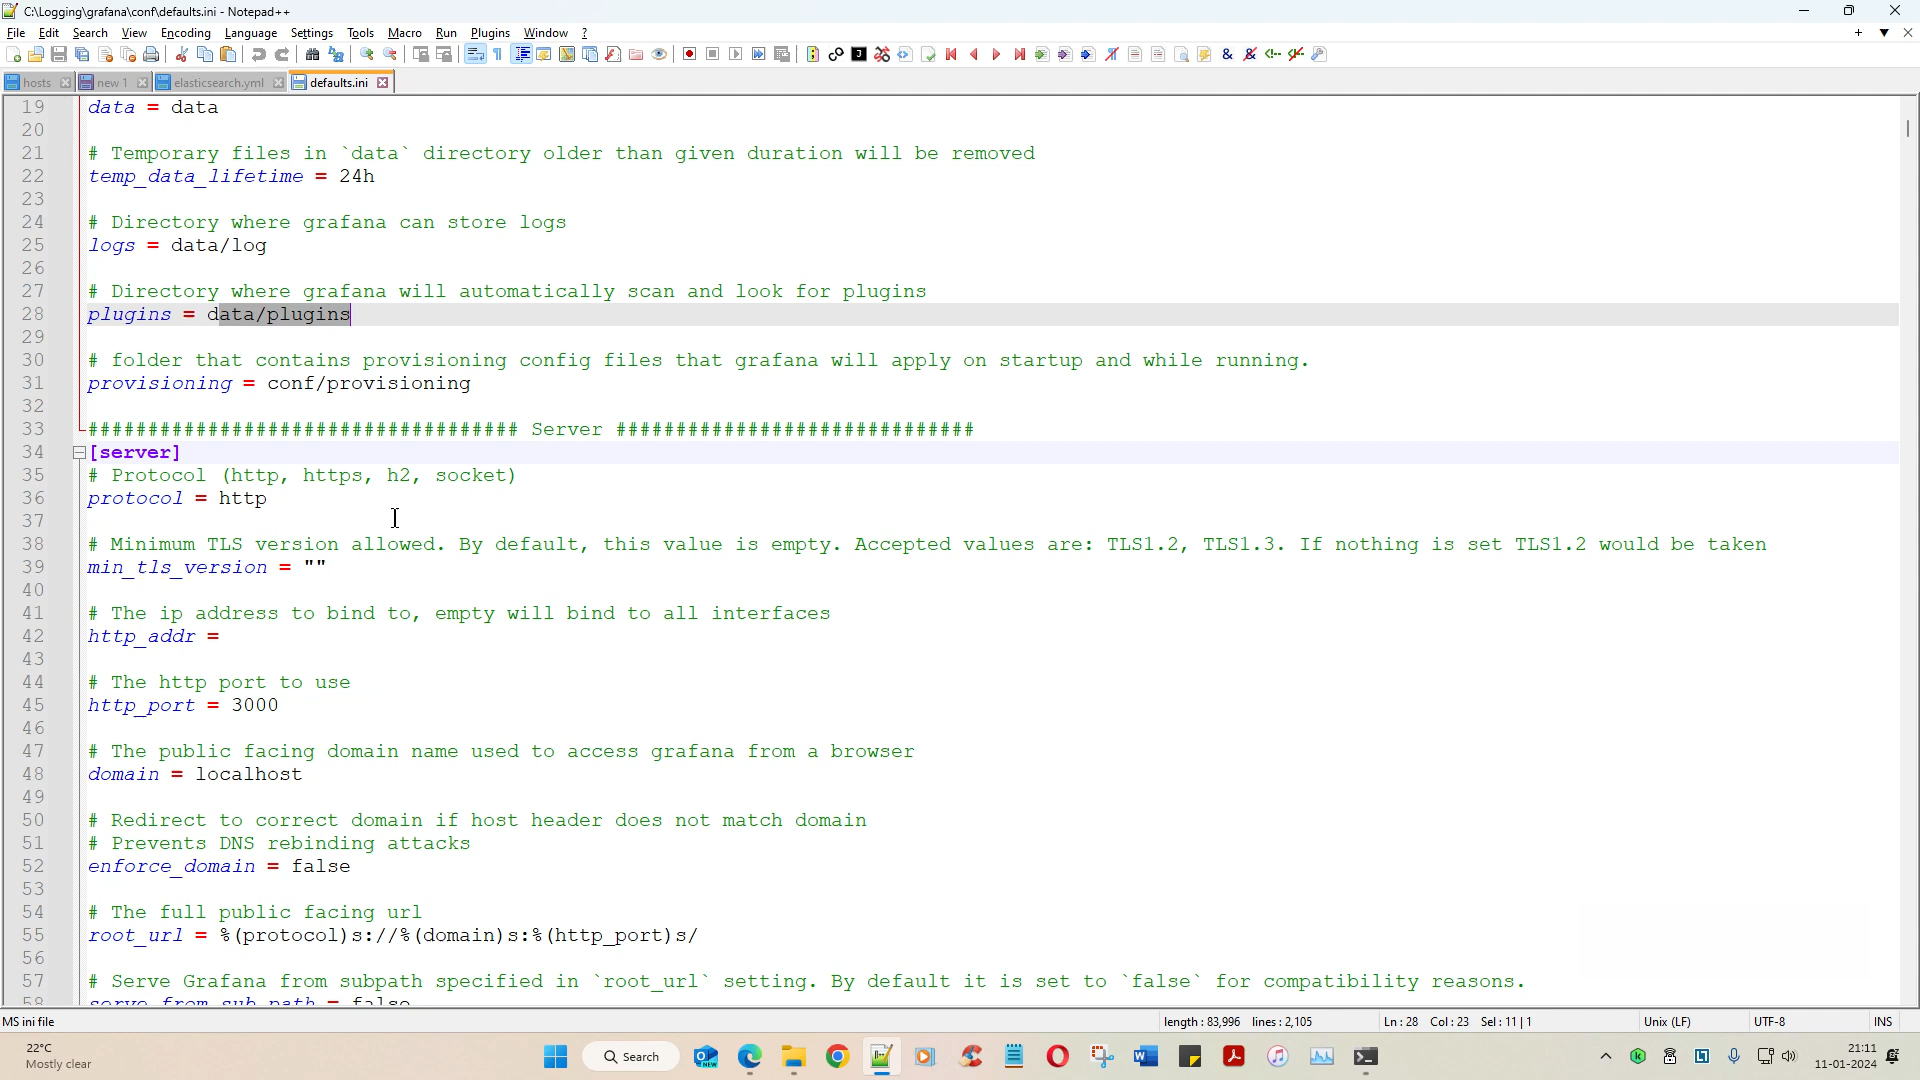 C:\Logging\grafana\conf\defaults.ini - Notepad++
File Edit Search View Encoding Language Settings Tools Macro Run Plugins Window ?
hosts new 1 elasticsearch.yml defaults.ini
19 data = data
20
21 # Temporary files in `data` directory older than given duration will be removed
22 temp_data_lifetime = 24h
23
24 # Directory where grafana can store logs
25 logs = data/log
26
27 # Directory where grafana will automatically scan and look for plugins
28 plugins = data/plugins
29
30 # folder that contains provisioning config files that grafana will apply on startup and while running.
31 provisioning = conf/provisioning
32
33 #################################### Server ##############################
34 [server]
35 # Protocol (http, https, h2, socket)
36 protocol = http
37
38 # Minimum TLS version allowed. By default, this value is empty. Accepted values are: TLS1.2, TLS1.3. If nothing is set TLS1.2 would be taken
39 min_tls_version = ""
40
41 # The ip address to bind to, empty will bind to all interfaces
42 http_addr =
43
44 # The http port to use
45 http_port = 3000
46
47 # The public facing domain name used to access grafana from a browser
48 domain = localhost
49
50 # Redirect to correct domain if host header does not match domain
51 # Prevents DNS rebinding attacks
52 enforce_domain = false
53
54 # The full public facing url
55 root_url = %(protocol)s://%(domain)s:%(http_port)s/
56
57 # Serve Grafana from subpath specified in `root_url` setting. By default it is set to `false` for compatibility reasons.
58 serve_from_sub_path = false
MS ini file length : 83,996 lines : 2,105 Ln : 28 Col : 23 Sel : 11 | 1 Unix (LF) UTF-8 INS
22°C
Mostly clear
Search
21:11
11-01-2024